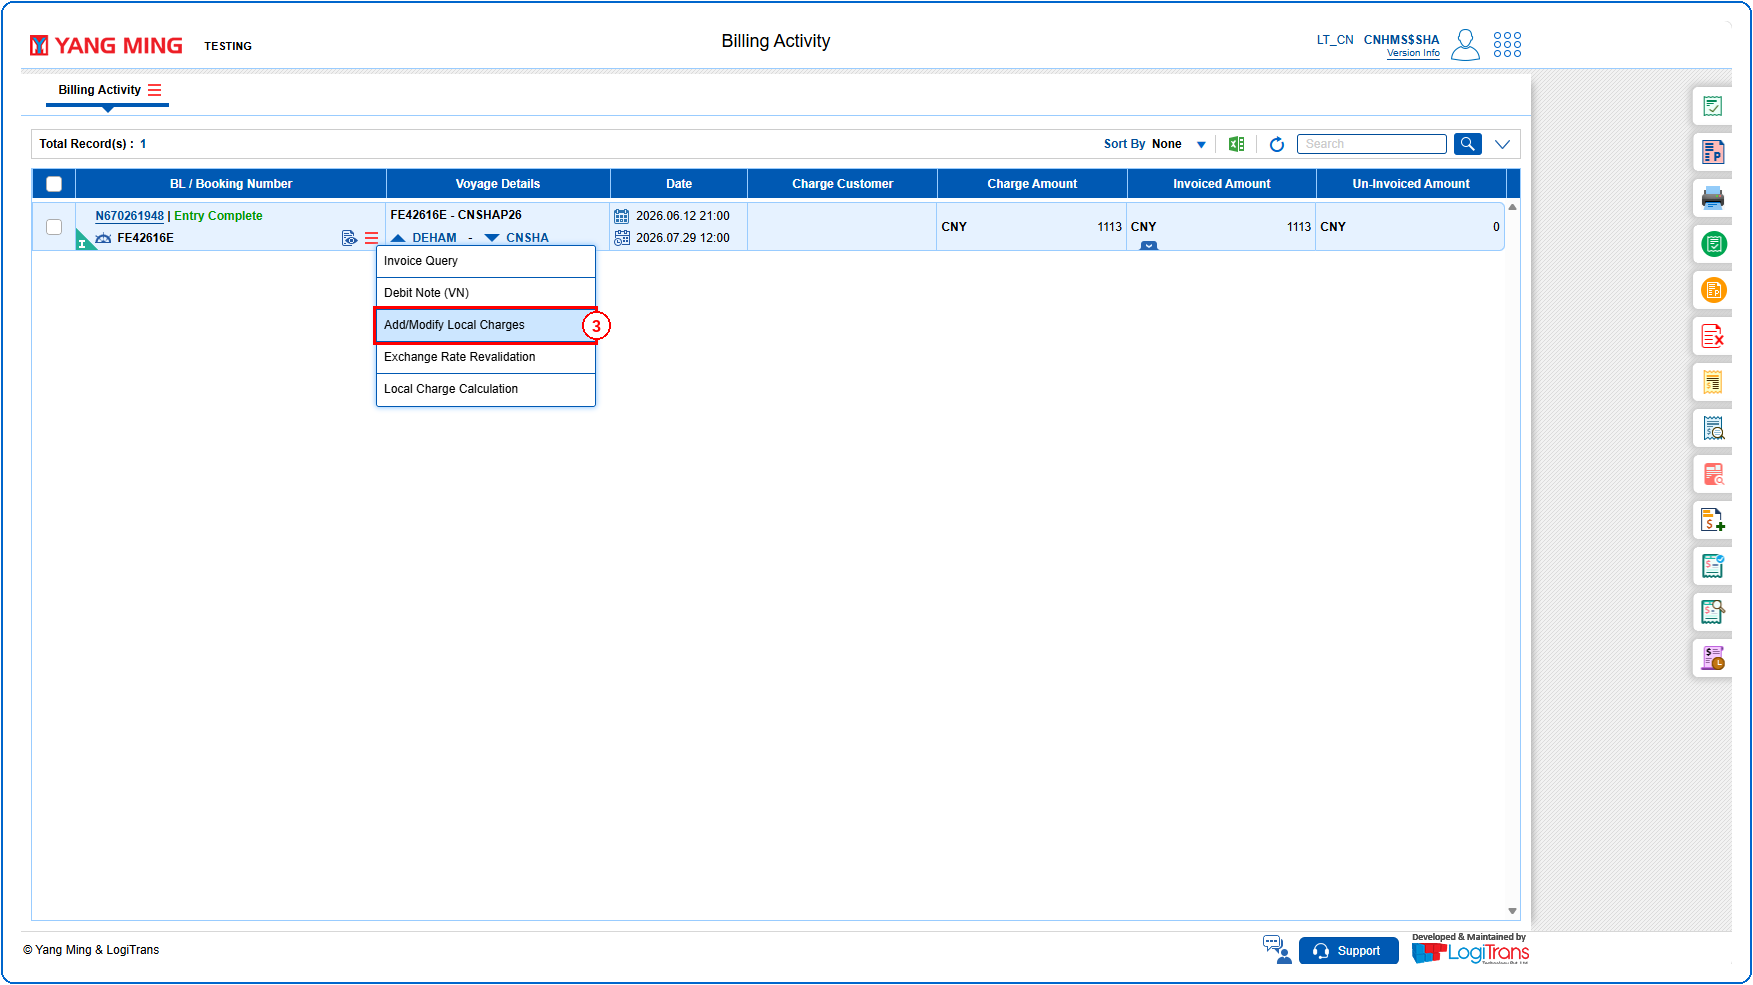 YANG MING TESTING
Billing Activity
LT_CN CNHMS$SHA
Version Info
Billing Activity
Total Record(s) : 1
Sort By None
Search
BL / Booking Number Voyage Details Date Charge Customer Charge Amount Invoiced Amount Un-Invoiced Amount
N670261948 | Entry Complete FE42616E - CNSHAP26 2026.06.12 21:00
CNY 1113 CNY 1113 CNY 0
I FE42616E DEHAM - CNSHA 2026.07.29 12:00
Invoice Query
Debit Note (VN)
Add/Modify Local Charges 3
Exchange Rate Revalidation
Local Charge Calculation
© Yang Ming & LogiTrans
Support
Developed & Maintained by
LogiTrans
Technology Pvt. Ltd.